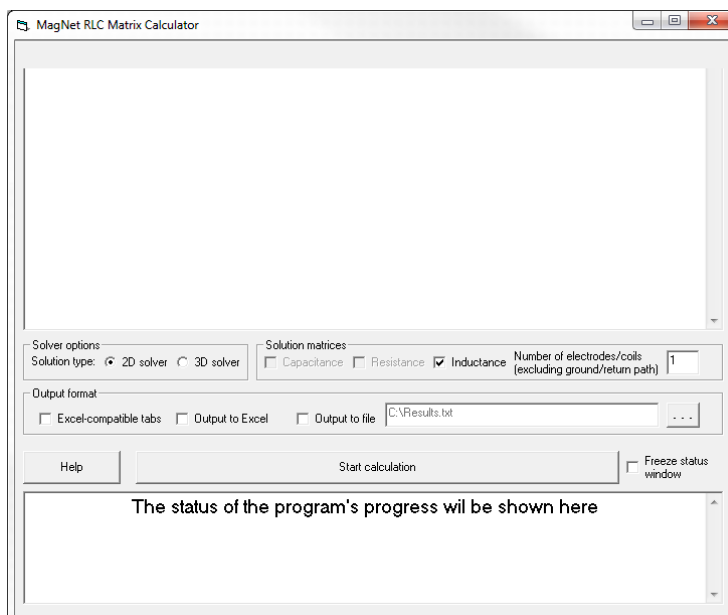 MagNet RLC Matrix Calculator
Solver options
Solution type: 2D solver 3D solver
Solution matrices
Capacitance Resistance Inductance
Number of electrodes/coils
(excluding ground/return path)
1
Output format
Excel-compatible tabs Output to Excel Output to file C:\Results.txt ...
Help Start calculation
Freeze status
window
The status of the program's progress wil be shown here